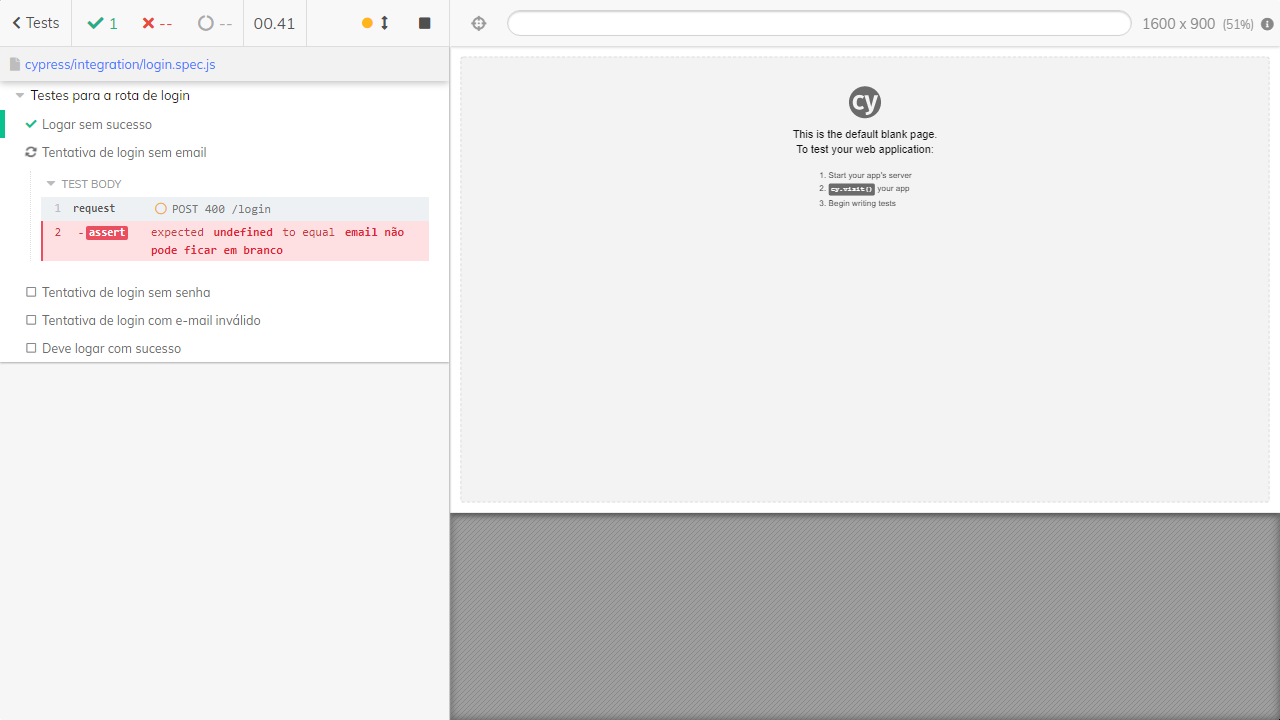 Tests
1
--
--
00.41
1600 x 900 (51%)
cypress/integration/login.spec.js
Testes para a rota de login
Logar sem sucesso
Tentativa de login sem email
TEST BODY
1 request POST 400 /login
2 -assert expected undefined to equal email não
pode ficar em branco
Tentativa de login sem senha
Tentativa de login com e-mail inválido
Deve logar com sucesso
cy
This is the default blank page.
To test your web application:
1. Start your app's server
2. cy.visit() your app
3. Begin writing tests